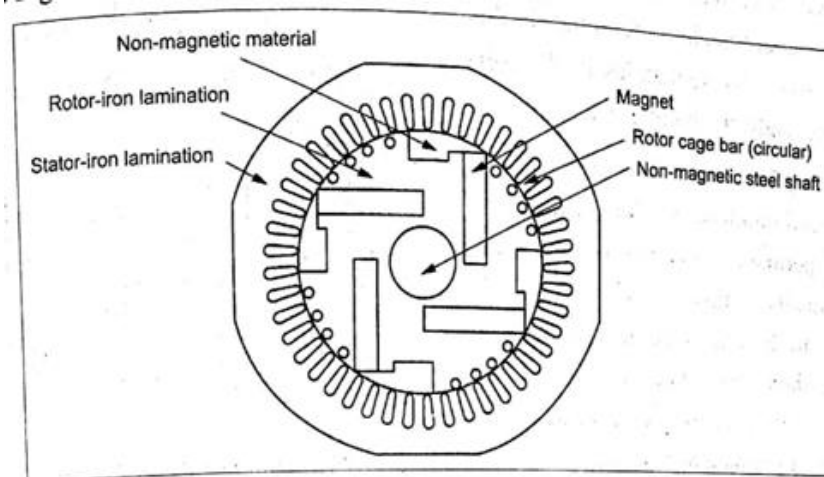 Non-magnetic material
Rotor-iron lamination
Stator-iron lamination
Magnet
Rotor cage bar (circular)
Non-magnetic steel shaft